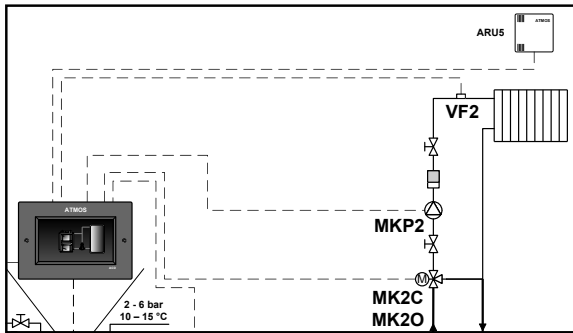 ATMOS
ARU5
VF2
MKP2
ATMOS
M
MK2C
MK2O
2 - 6 bar
10 – 15 °C